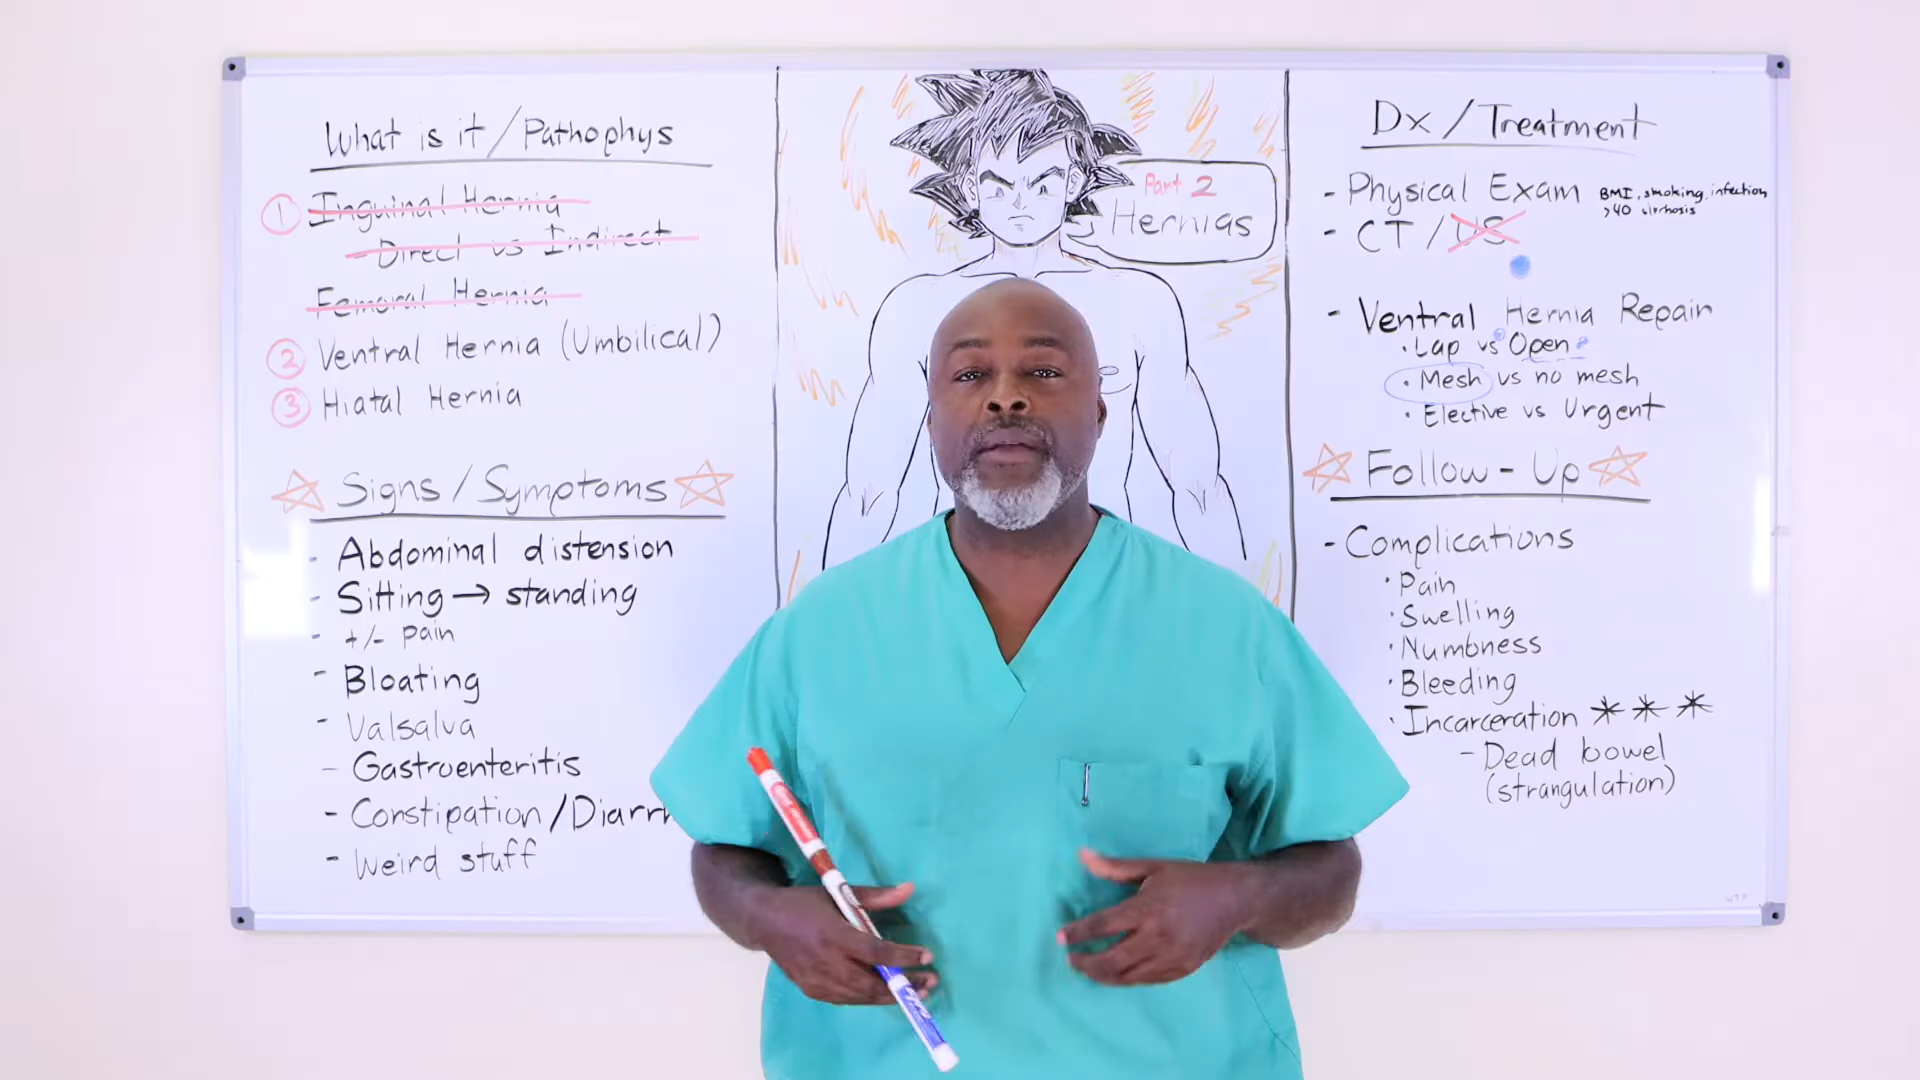 What is it / Pathophys
① Inguinal Hernia
- Direct vs Indirect
Femoral Hernia
② Ventral Hernia (Umbilical)
③ Hiatal Hernia
Signs / Symptoms
- Abdominal distension
- Sitting → standing
- +/- pain
- Bloating
- Valsalva
- Gastroenteritis
- Constipation / Diarr
- Weird stuff
Part 2
Hernias
Dx / Treatment
- Physical Exam BMI, smoking, infection
>40 cirrhosis
- CT / US
- Ventral Hernia Repair
• Lap vs Open
• Mesh vs no mesh
• Elective vs Urgent
Follow-Up
- Complications
• Pain
• Swelling
• Numbness
• Bleeding
• Incarceration * * *
- Dead bowel
(strangulation)